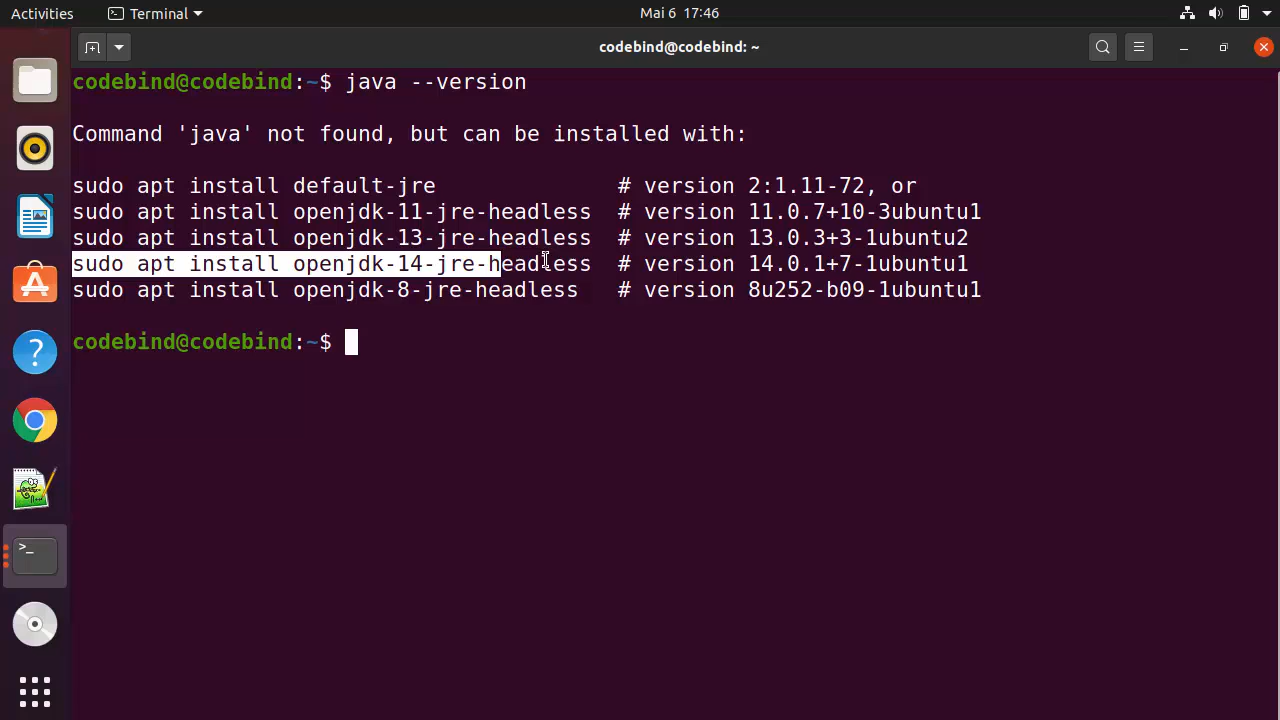 Activities Terminal Mai 6 17:46
codebind@codebind: ~
codebind@codebind:~$ java --version
Command 'java' not found, but can be installed with:
sudo apt install default-jre # version 2:1.11-72, or
sudo apt install openjdk-11-jre-headless # version 11.0.7+10-3ubuntu1
sudo apt install openjdk-13-jre-headless # version 13.0.3+3-1ubuntu2
sudo apt install openjdk-14-jre-headless # version 14.0.1+7-1ubuntu1
sudo apt install openjdk-8-jre-headless # version 8u252-b09-1ubuntu1
codebind@codebind:~$